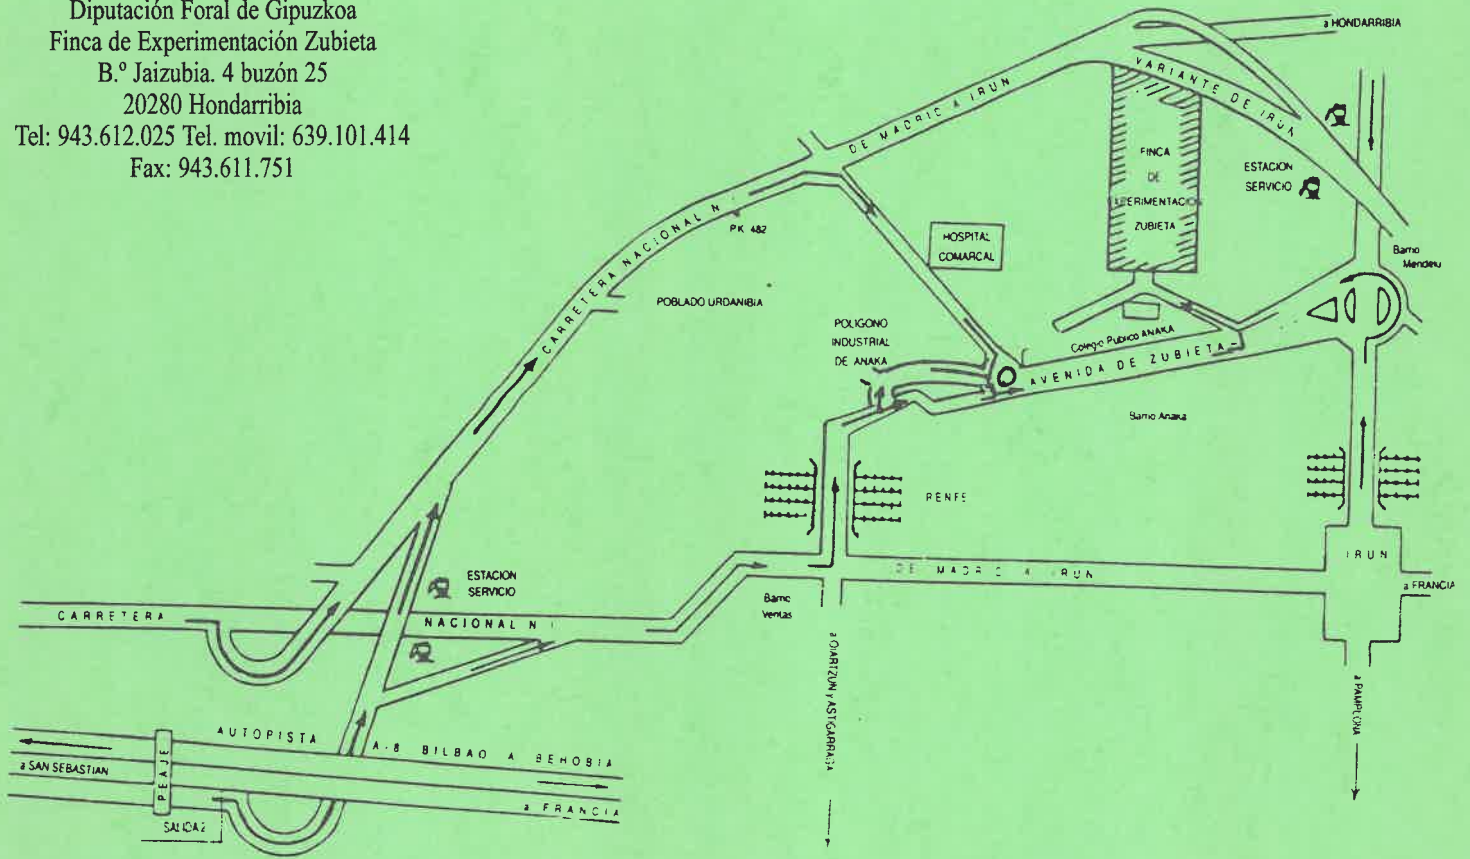 Diputación Foral de Gipuzkoa
Finca de Experimentación Zubieta
B.º Jaizubia. 4 buzón 25
20280 Hondarribia
Tel: 943.612.025 Tel. movil: 639.101.414
Fax: 943.611.751
a HONDARRIBIA
VARIANTE DE IRUN
DE MADRID A IRUN
FINCA
DE
EXPERIMENTACION
ZUBIETA
ESTACION
SERVICIO
CARRETERA NACIONAL N I
PK 482
HOSPITAL
COMARCAL
Barrio
Mendelu
POBLADO URDANIBIA
POLIGONO
INDUSTRIAL
DE ANAKA
Colegio Publico ANAKA
AVENIDA DE ZUBIETA
Barrio Anaka
RENFE
ESTACION
SERVICIO
DE MADRID A IRUN
IRUN
a FRANCIA
CARRETERA
NACIONAL N I
Barrio
Ventas
a OIARTZUN y ASTIGARRAGA
a PAMPLONA
AUTOPISTA A-8 BILBAO A BEHOBIA
a SAN SEBASTIAN
PEAJE
a FRANCIA
SALIDA 2